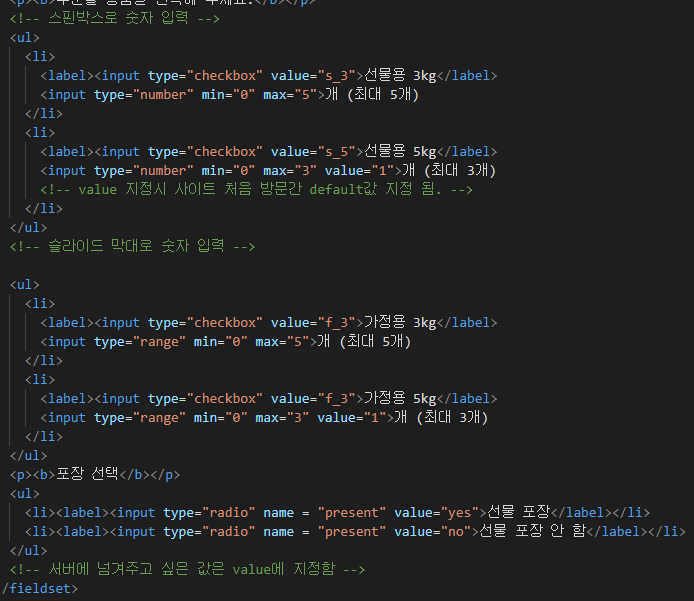 <!-- 스핀박스로 숫자 입력 -->
<ul>
<li>
<label><input type="checkbox" value="s_3">선물용 3kg</label>
<input type="number" min="0" max="5">개 (최대 5개)
</li>
<li>
<label><input type="checkbox" value="s_5">선물용 5kg</label>
<input type="number" min="0" max="3" value="1">개 (최대 3개)
<!-- value 지정시 사이트 처음 방문간 default값 지정 됨. -->
</li>
</ul>
<!-- 슬라이드 막대로 숫자 입력 -->
<ul>
<li>
<label><input type="checkbox" value="f_3">가정용 3kg</label>
<input type="range" min="0" max="5">개 (최대 5개)
</li>
<li>
<label><input type="checkbox" value="f_3">가정용 5kg</label>
<input type="range" min="0" max="3" value="1">개 (최대 3개)
</li>
</ul>
<p><b>포장 선택</b></p>
<ul>
<li><label><input type="radio" name = "present" value="yes">선물 포장</label></li>
<li><label><input type="radio" name = "present" value="no">선물 포장 안 함</label></li>
</ul>
<!-- 서버에 넘겨주고 싶은 값은 value에 지정함 -->
/fieldset>